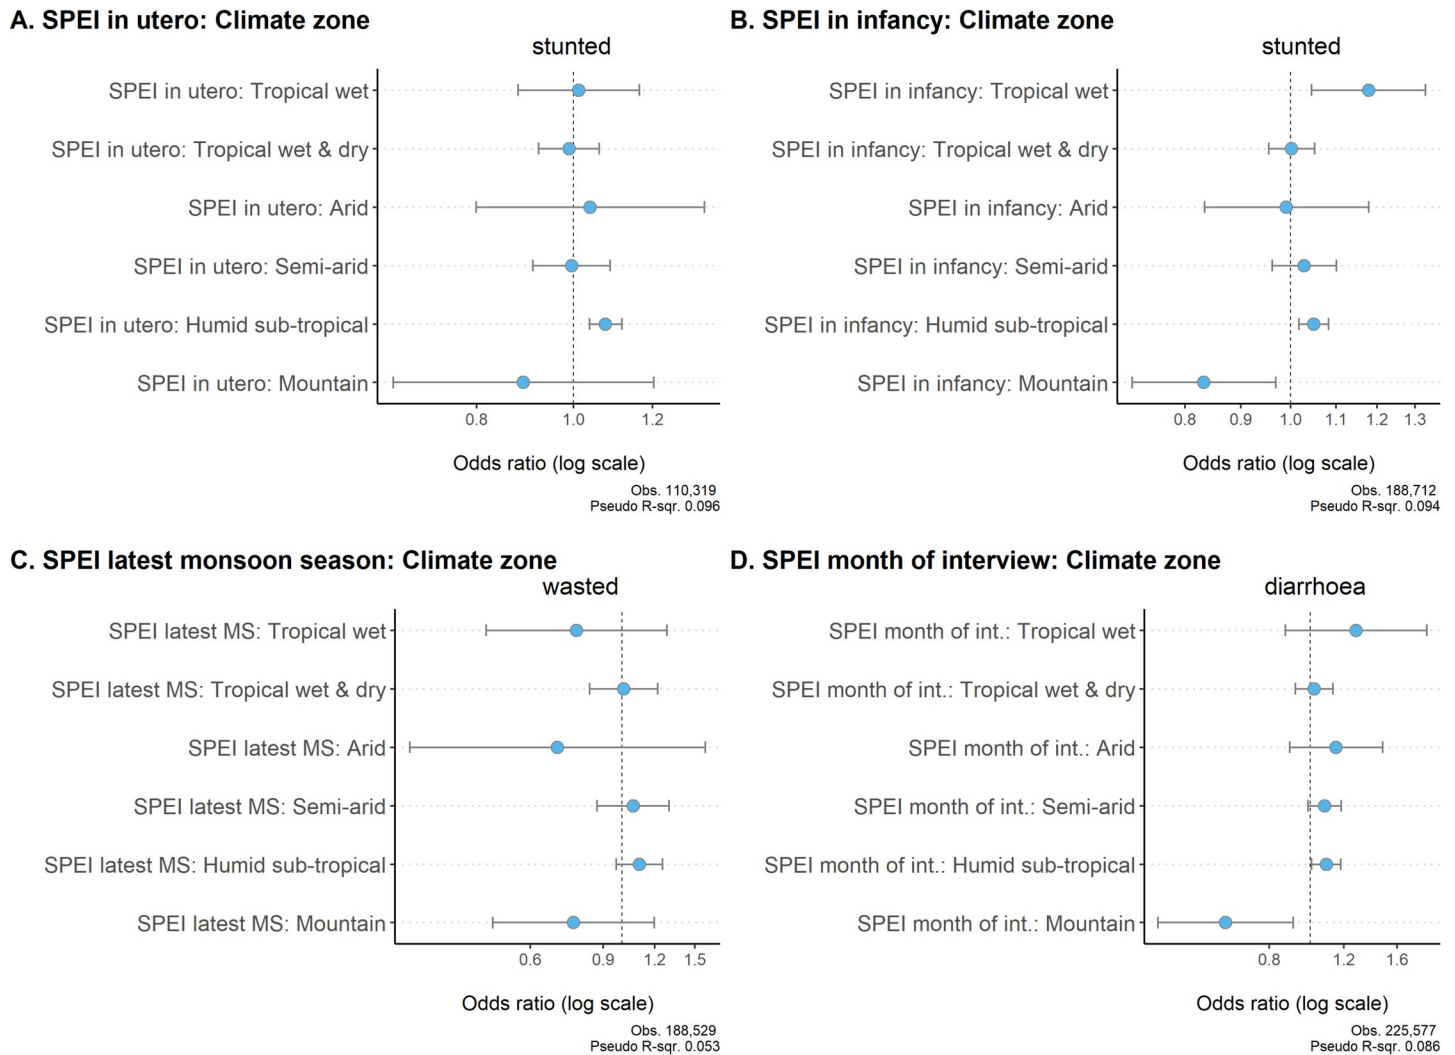 A. SPEI in utero: Climate zone
stunted
SPEI in utero: Tropical wet
SPEI in utero: Tropical wet & dry
SPEI in utero: Arid
SPEI in utero: Semi-arid
SPEI in utero: Humid sub-tropical
SPEI in utero: Mountain
0.8 1.0 1.2
Odds ratio (log scale)
Obs. 110,319
Pseudo R-sqr. 0.096
B. SPEI in infancy: Climate zone
stunted
SPEI in infancy: Tropical wet
SPEI in infancy: Tropical wet & dry
SPEI in infancy: Arid
SPEI in infancy: Semi-arid
SPEI in infancy: Humid sub-tropical
SPEI in infancy: Mountain
0.8 0.9 1.0 1.1 1.2 1.3
Odds ratio (log scale)
Obs. 188,712
Pseudo R-sqr. 0.094
C. SPEI latest monsoon season: Climate zone
wasted
SPEI latest MS: Tropical wet
SPEI latest MS: Tropical wet & dry
SPEI latest MS: Arid
SPEI latest MS: Semi-arid
SPEI latest MS: Humid sub-tropical
SPEI latest MS: Mountain
0.6 0.9 1.2 1.5
Odds ratio (log scale)
Obs. 188,529
Pseudo R-sqr. 0.053
D. SPEI month of interview: Climate zone
diarrhoea
SPEI month of int.: Tropical wet
SPEI month of int.: Tropical wet & dry
SPEI month of int.: Arid
SPEI month of int.: Semi-arid
SPEI month of int.: Humid sub-tropical
SPEI month of int.: Mountain
0.8 1.2 1.6
Odds ratio (log scale)
Obs. 225,577
Pseudo R-sqr. 0.086